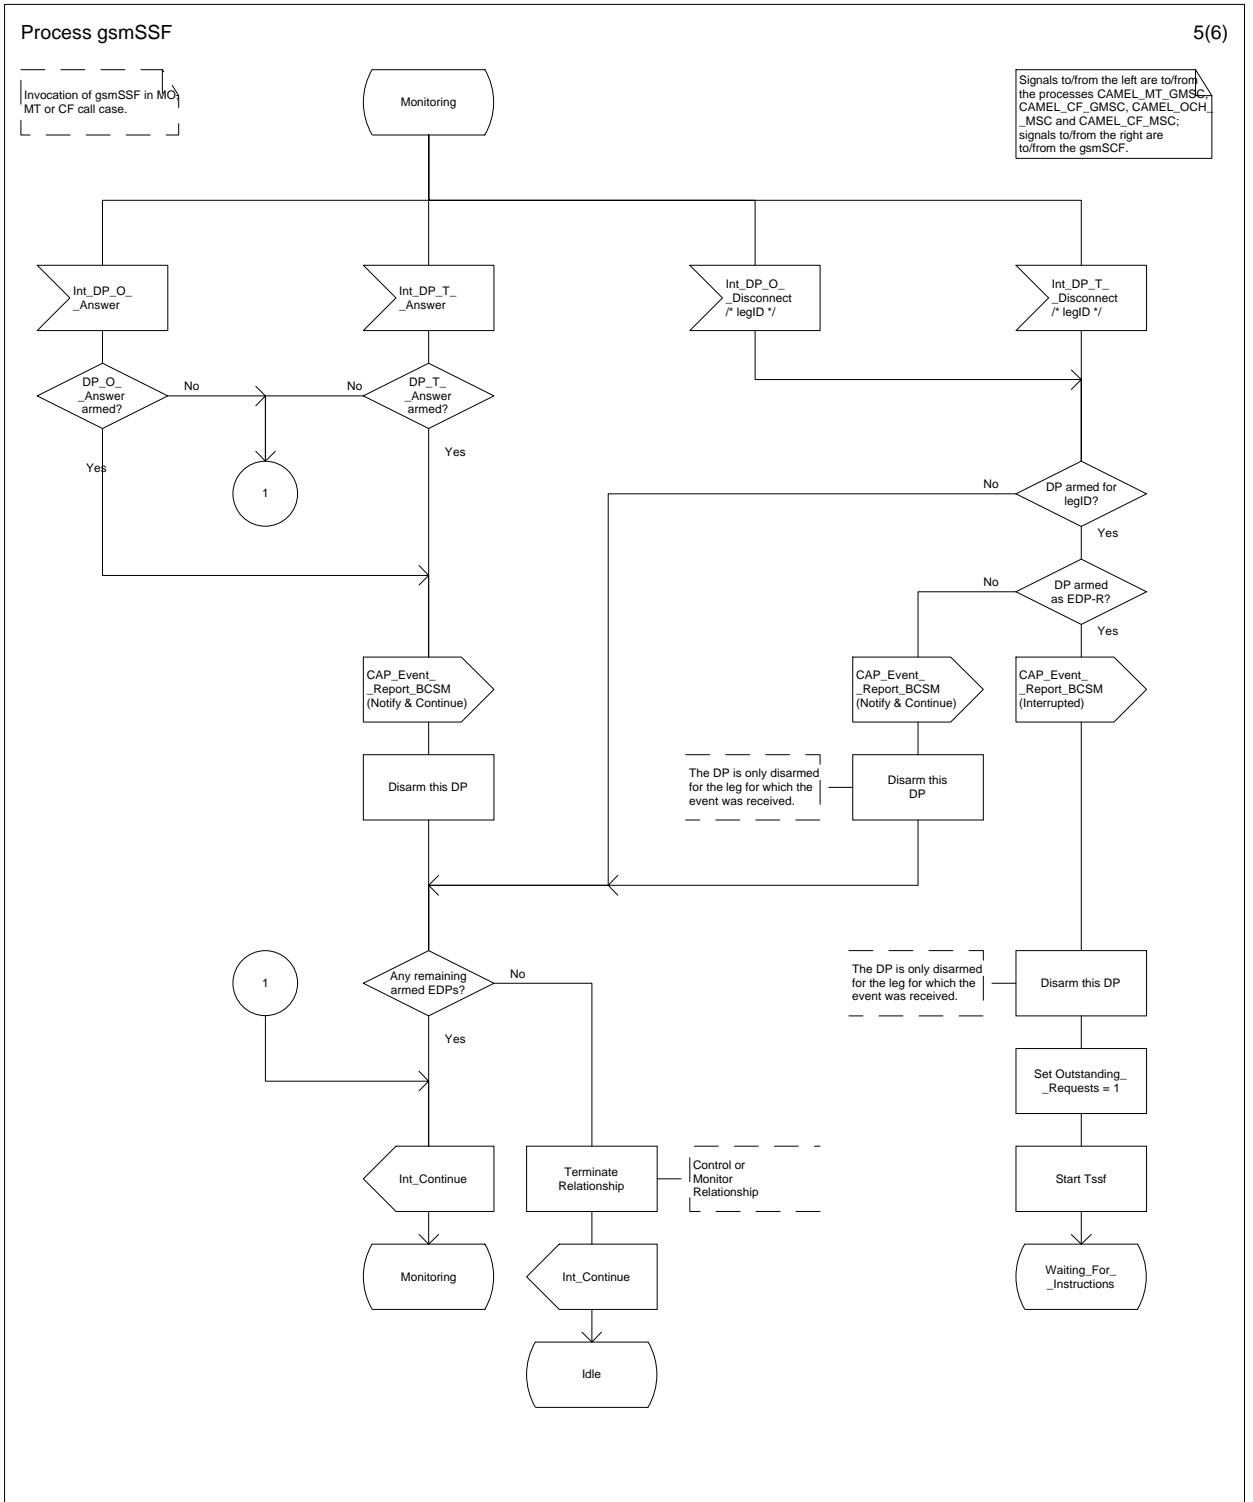 Process gsmSSF
5(6)
Invocation of gsmSSF in MO,
MT or CF call case.
Monitoring
Signals to/from the left are to/from
the processes CAMEL_MT_GMSC,
CAMEL_CF_GMSC, CAMEL_OCH_
_MSC and CAMEL_CF_MSC;
signals to/from the right are
to/from the gsmSCF.
Int_DP_O_
_Answer
Int_DP_T_
_Answer
Int_DP_O_
_Disconnect
/* legID */
Int_DP_T_
_Disconnect
/* legID */
DP_O_
_Answer
armed?
No
No
DP_T_
_Answer
armed?
Yes
Yes
1
No
DP armed for
legID?
Yes
No
DP armed
as EDP-R?
Yes
CAP_Event_
_Report_BCSM
(Notify & Continue)
CAP_Event_
_Report_BCSM
(Notify & Continue)
CAP_Event_
_Report_BCSM
(Interrupted)
Disarm this DP
The DP is only disarmed
for the leg for which the
event was received.
Disarm this
DP
1
Any remaining
armed EDPs?
No
Yes
The DP is only disarmed
for the leg for which the
event was received.
Disarm this DP
Set Outstanding_
_Requests = 1
Int_Continue
Terminate
Relationship
Control or
Monitor
Relationship
Start Tssf
Monitoring
Int_Continue
Waiting_For_
_Instructions
Idle